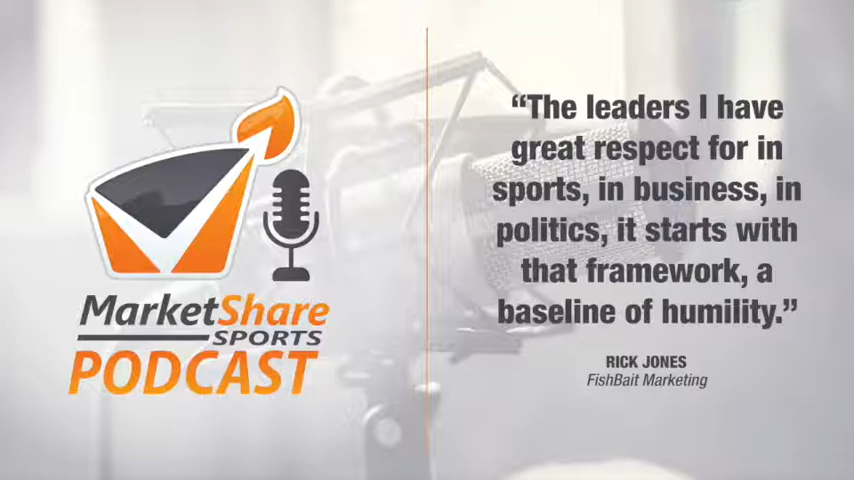 MarketShare
SPORTS
PODCAST
“The leaders I have
great respect for in
sports, in business, in
politics, it starts with
that framework, a
baseline of humility.”
RICK JONES
FishBait Marketing